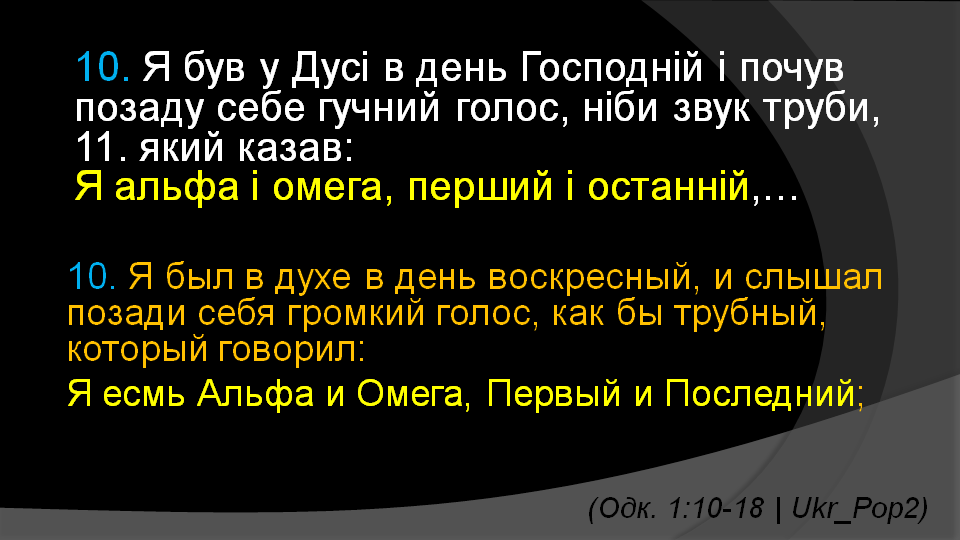 10. Я був у Дусі в день Господній і почув
позаду себе гучний голос, ніби звук труби,
11. який казав:
Я альфа і омега, перший і останній,…
10. Я был в духе в день воскресный, и слышал
позади себя громкий голос, как бы трубный,
который говорил:
Я есмь Альфа и Омега, Первый и Последний;
(Одк. 1:10-18 | Ukr_Pop2)